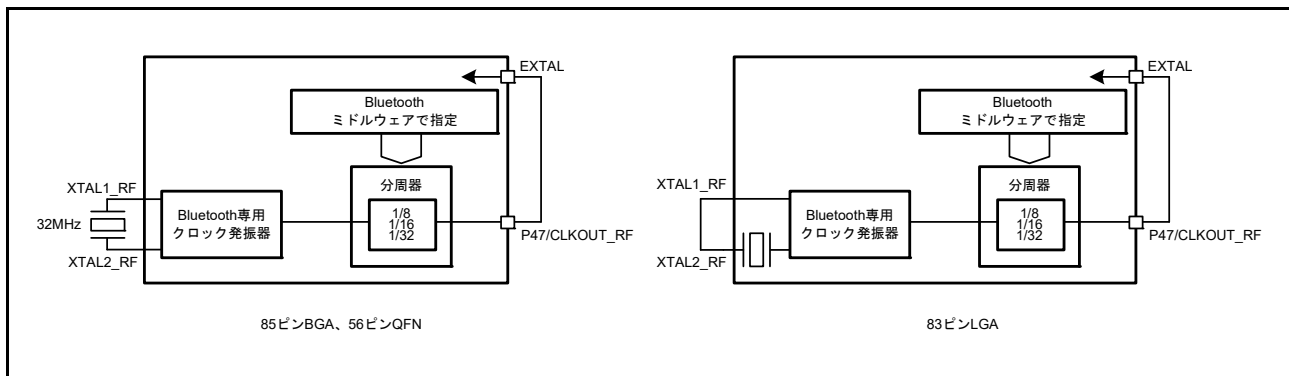 EXTAL
Bluetooth
ミドルウェアで指定
分周器
XTAL1_RF
32MHz
XTAL2_RF
Bluetooth専用
クロック発振器
1/8
1/16
1/32
P47/CLKOUT_RF
85ピンBGA、56ピンQFN
EXTAL
Bluetooth
ミドルウェアで指定
分周器
XTAL1_RF
XTAL2_RF
Bluetooth専用
クロック発振器
1/8
1/16
1/32
P47/CLKOUT_RF
83ピンLGA